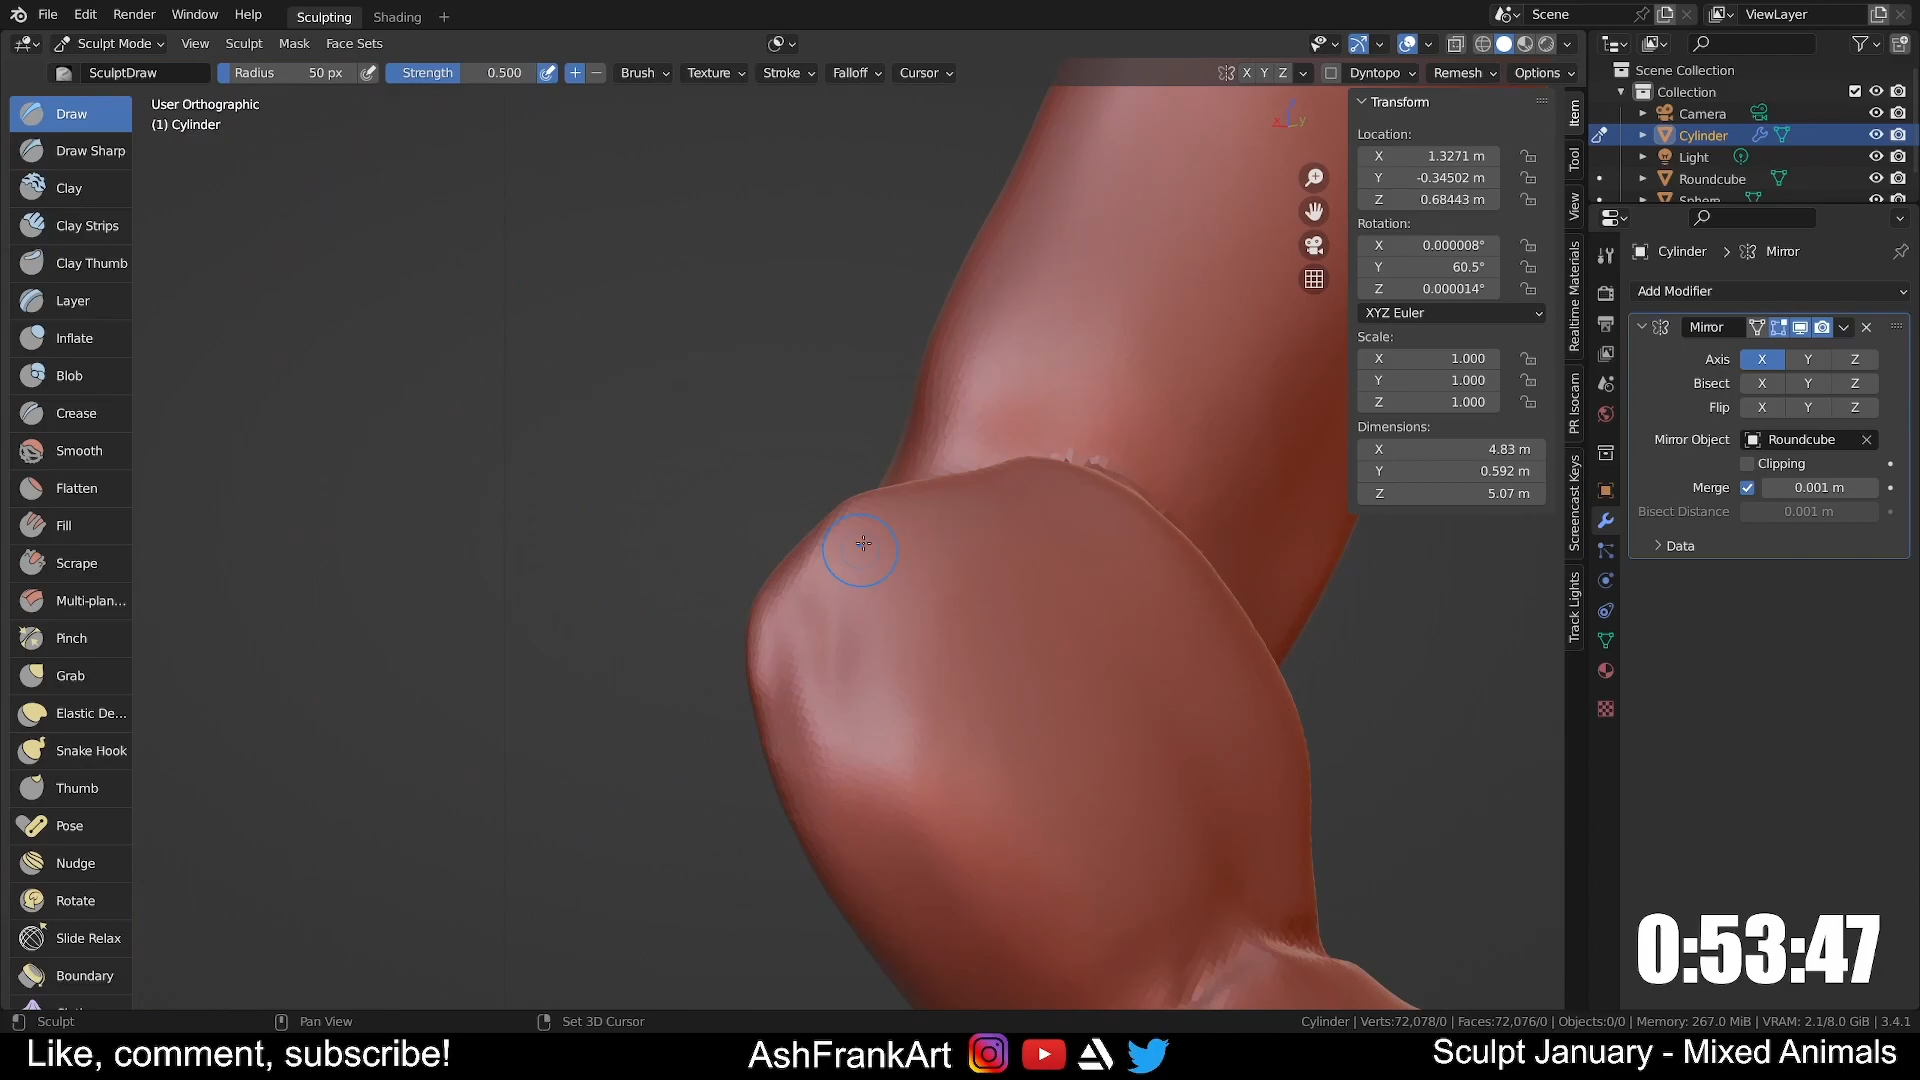 File Edit Render Window Help Sculpting Shading + Scene ViewLayer
Sculpt Mode View Sculpt Mask Face Sets
SculptDraw Radius 50 px Strength 0.500 Brush Texture Stroke Falloff Cursor X Y Z Dyntopo Remesh Options
User Orthographic
(1) Cylinder
Draw
Draw Sharp
Clay
Clay Strips
Clay Thumb
Layer
Inflate
Blob
Crease
Smooth
Flatten
Fill
Scrape
Multi-plan...
Pinch
Grab
Elastic De...
Snake Hook
Thumb
Pose
Nudge
Rotate
Slide Relax
Boundary
X Y
Transform
Location:
X 1.3271 m
Y -0.34502 m
Z 0.68443 m
Rotation:
X 0.000008°
Y 60.5°
Z 0.000014°
XYZ Euler
Scale:
X 1.000
Y 1.000
Z 1.000
Dimensions:
X 4.83 m
Y 0.592 m
Z 5.07 m
Item
Tool
View
Realtime Materials
PR Isocam
Screencast Keys
Track Lights
Scene Collection
Collection
Camera
Cylinder
Light
Roundcube
Sphere
Cylinder > Mirror
Add Modifier
Mirror
Axis X Y Z
Bisect X Y Z
Flip X Y Z
Mirror Object Roundcube
Clipping
Merge 0.001 m
Bisect Distance 0.001 m
Data
0:53:47
Sculpt Pan View Set 3D Cursor Cylinder | Verts:72,078/0 | Faces:72,076/0 | Objects:0/0 | Memory: 267.0 MiB | VRAM: 2.1/8.0 GiB | 3.4.1
Like, comment, subscribe! AshFrankArt Sculpt January - Mixed Animals